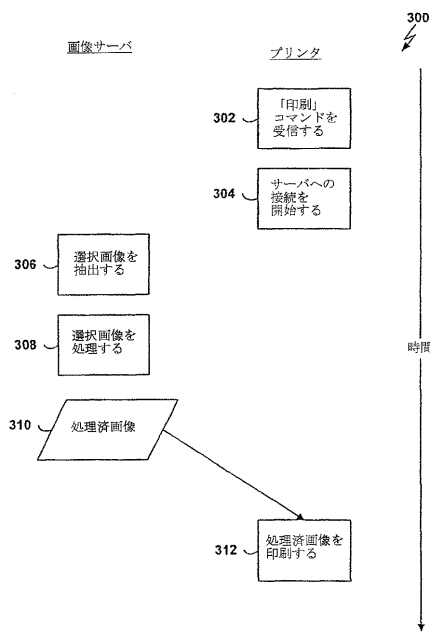 300
画像サーバ
プリンタ
302
「印刷」
コマンドを
受信する
304
サーバへの
接続を
開始する
306
選択画像を
抽出する
308
選択画像を
処理する
時間
310
処理済画像
312
処理済画像を
印刷する